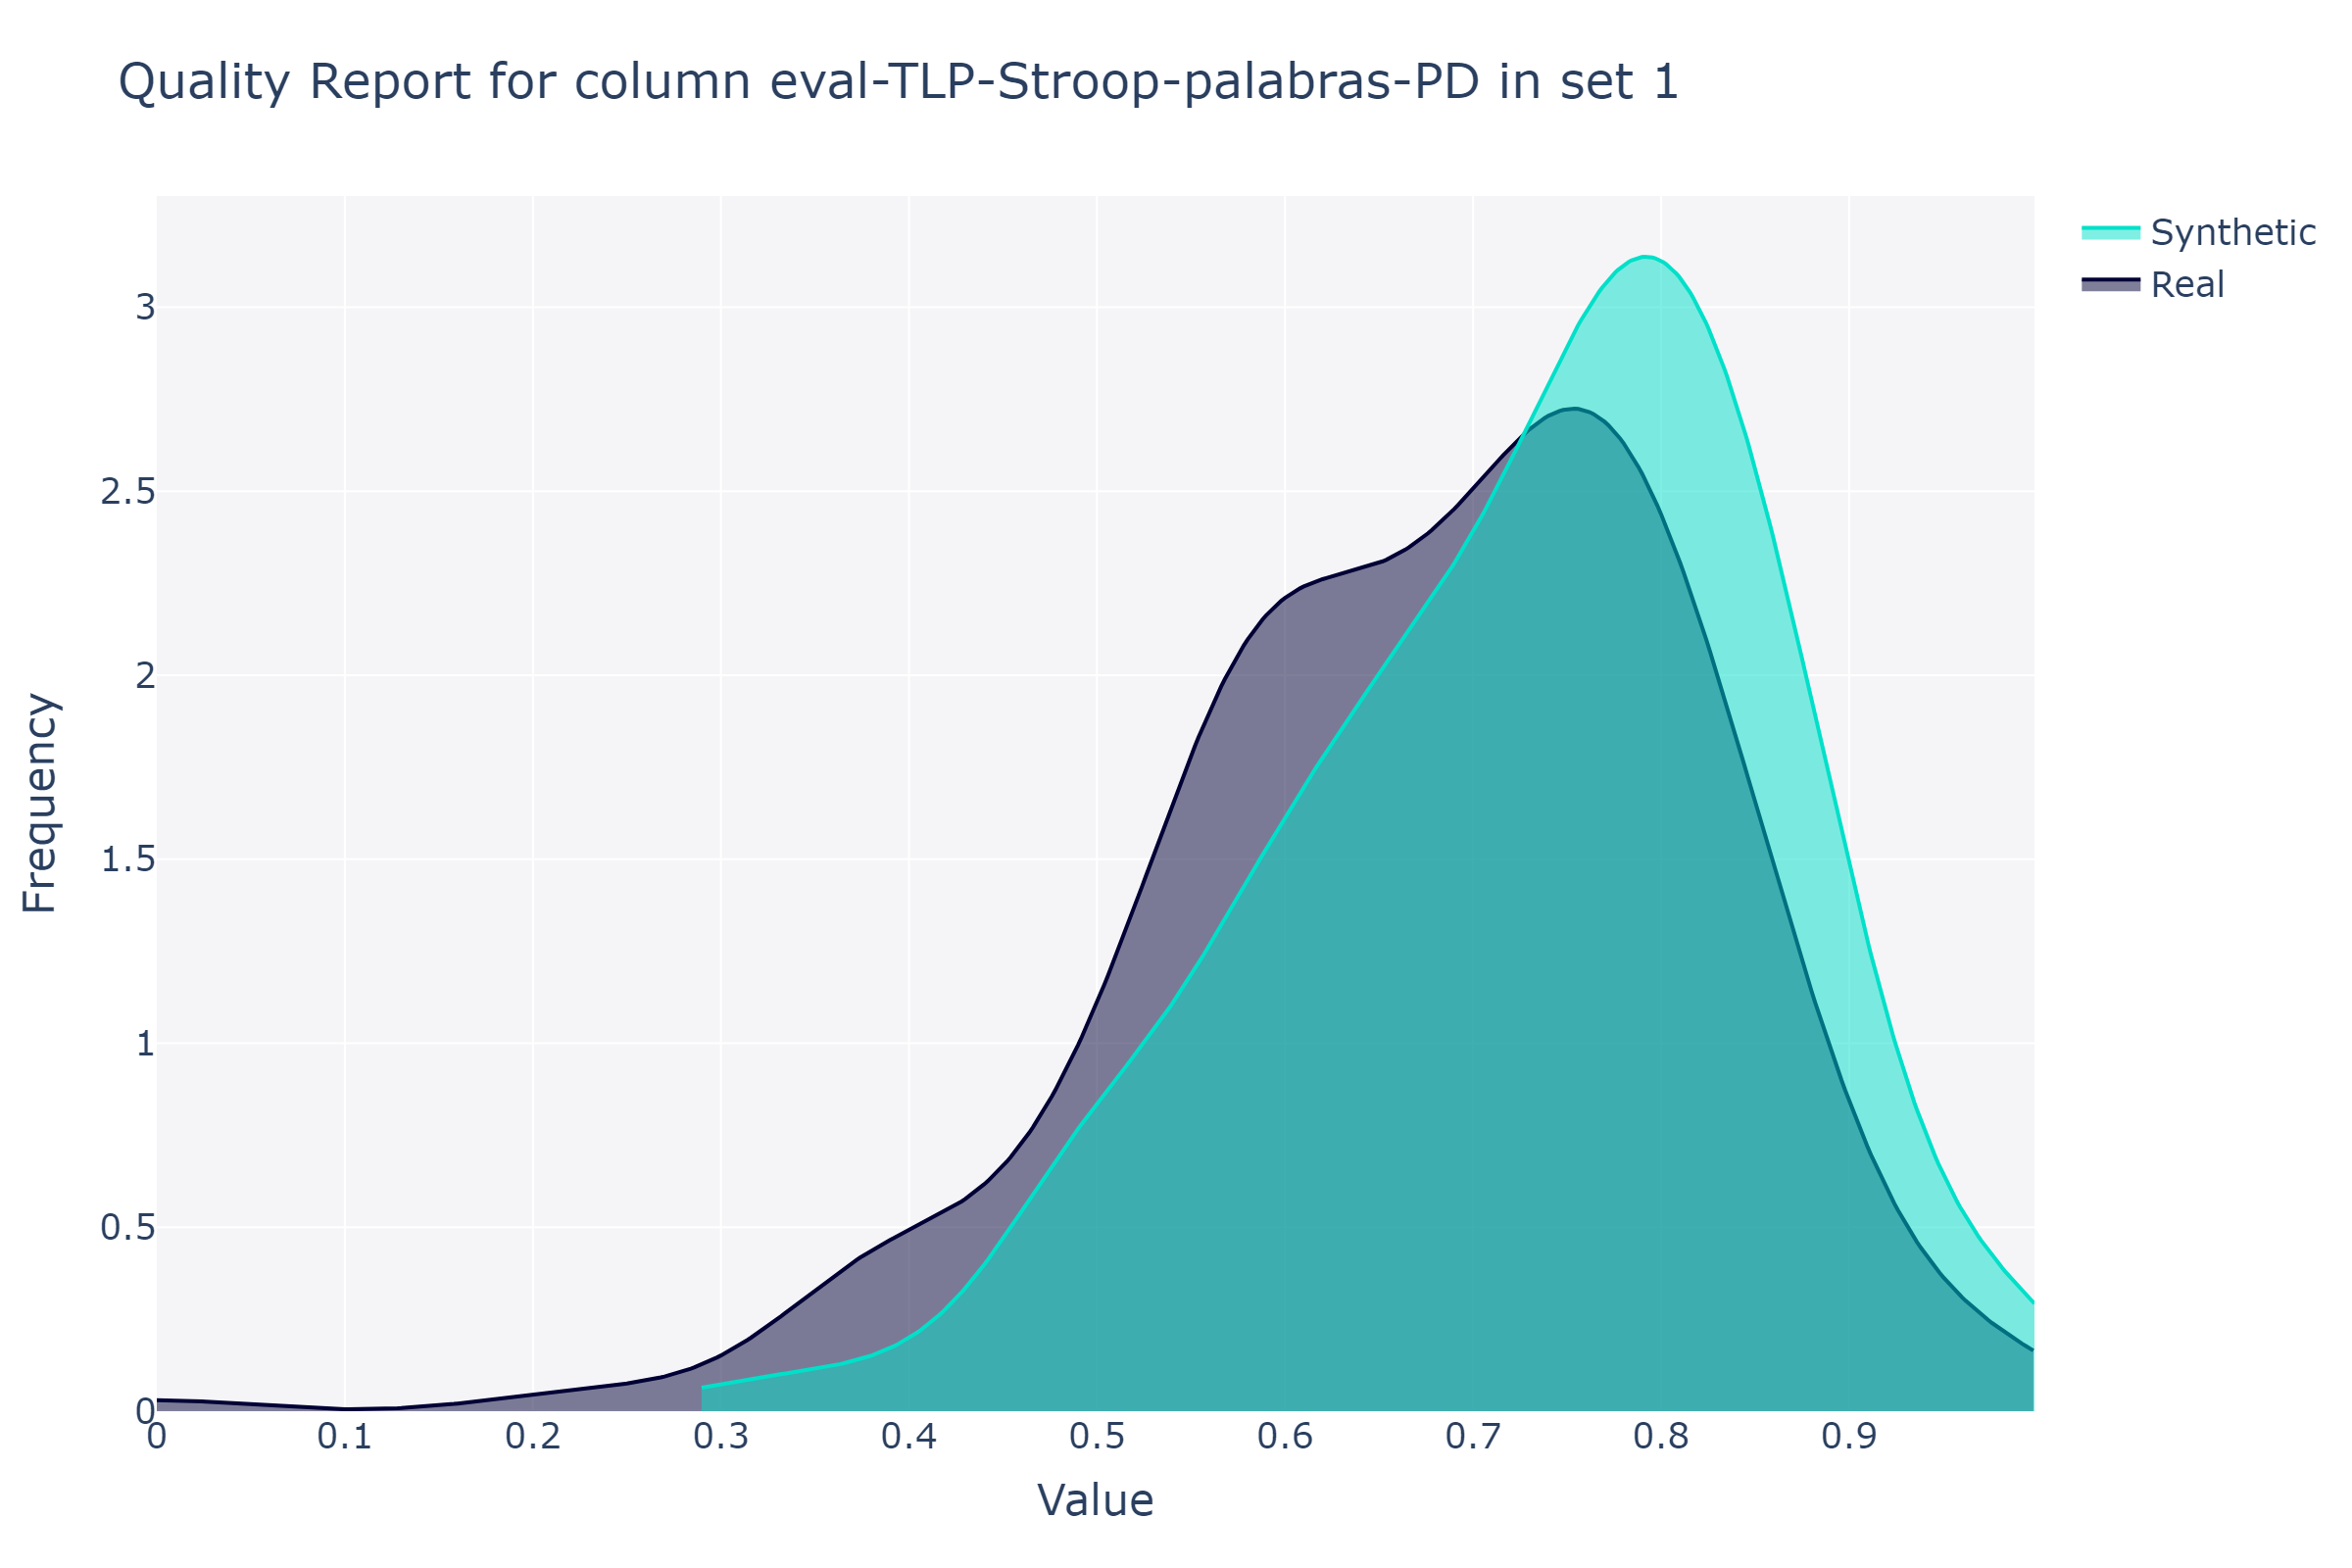 Quality Report for column eval-TLP-Stroop-palabras-PD in set 1
Synthetic
Real
3
2.5
2
1.5
1
0.5
0
Frequency
0 0.1 0.2 0.3 0.4 0.5 0.6 0.7 0.8 0.9
Value